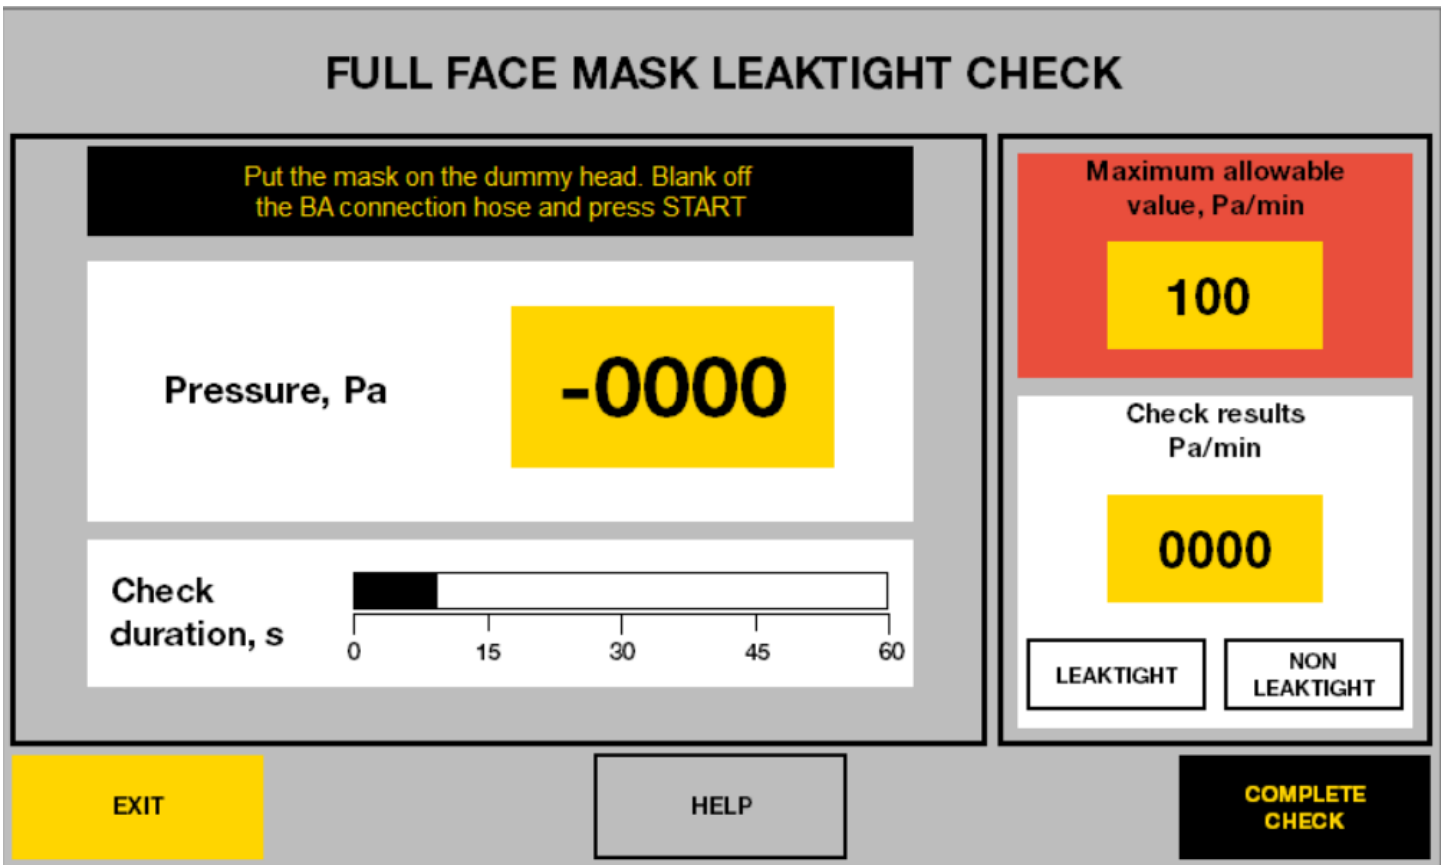 FULL FACE MASK LEAKTIGHT CHECK
Put the mask on the dummy head. Blank off
the BA connection hose and press START
Pressure, Pa
-0000
Check
duration, s
0 15 30 45 60
Maximum allowable
value, Pa/min
100
Check results
Pa/min
0000
LEAKTIGHT
NON
LEAKTIGHT
EXIT
HELP
COMPLETE
CHECK